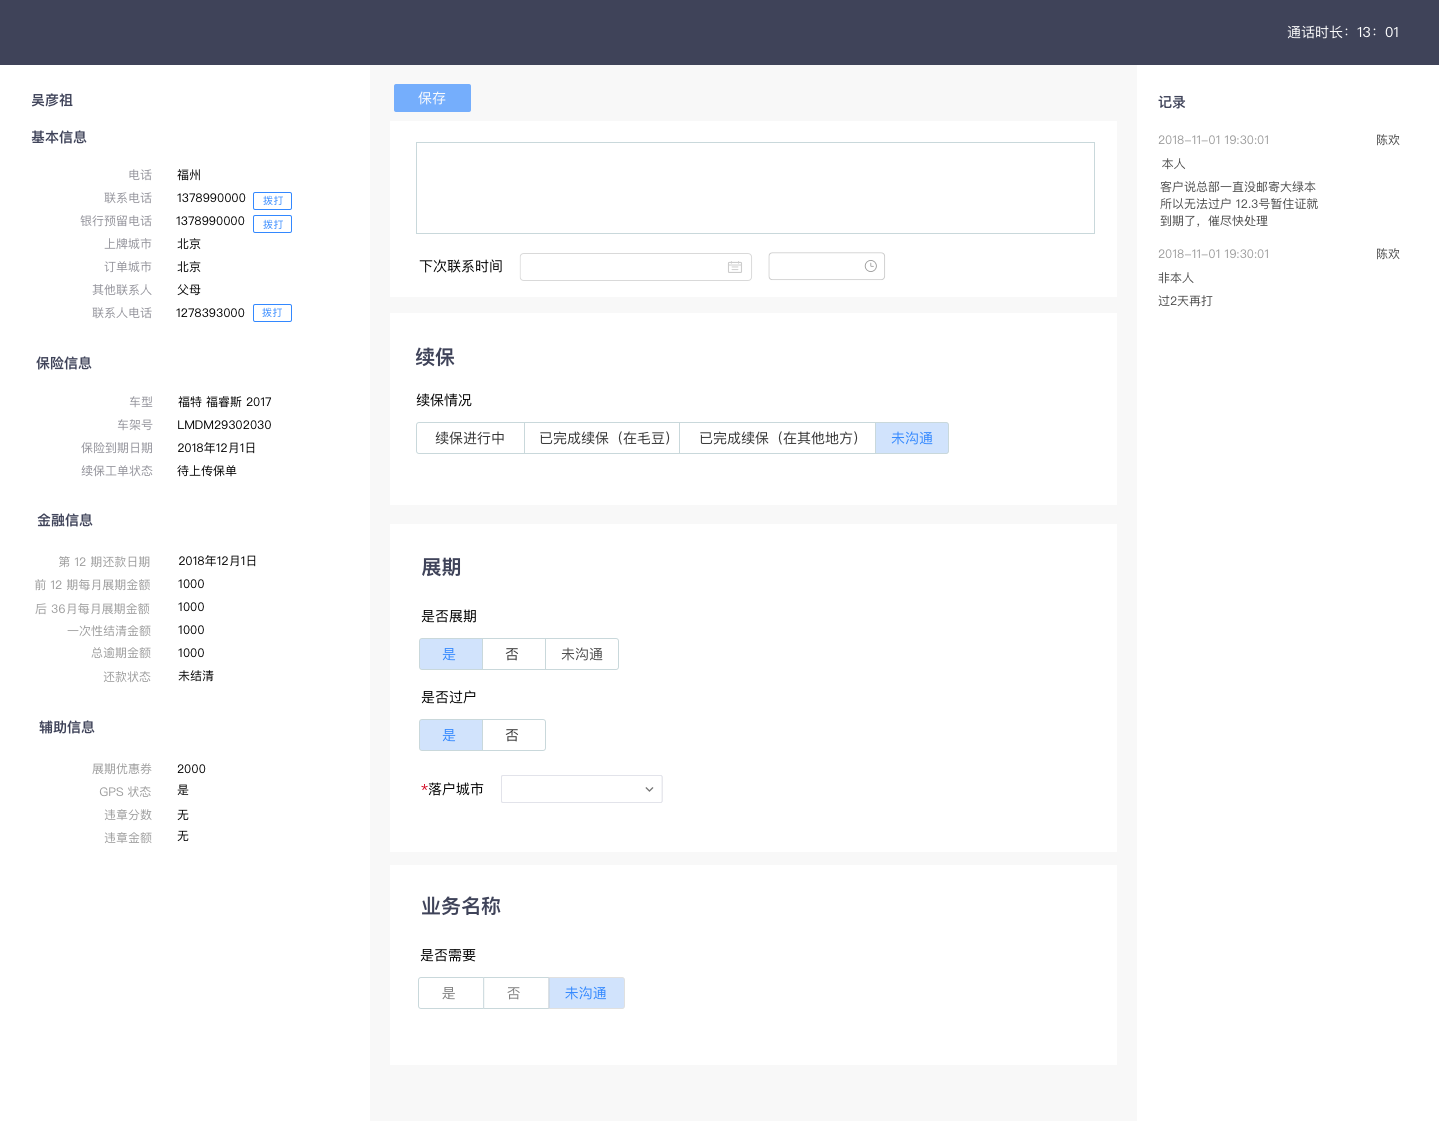 通话时长：13：01
吴彦祖
基本信息
电话 福州
联系电话 1378990000 拨打
银行预留电话 1378990000 拨打
上牌城市 北京
订单城市 北京
其他联系人 父母
联系人电话 1278393000 拨打
保险信息
车型 福特 福睿斯 2017
车架号 LMDM29302030
保险到期日期 2018年12月1日
续保工单状态 待上传保单
金融信息
第 12 期还款日期 2018年12月1日
前 12 期每月展期金额 1000
后 36月每月展期金额 1000
一次性结清金额 1000
总逾期金额 1000
还款状态 未结清
辅助信息
展期优惠券 2000
GPS 状态 是
违章分数 无
违章金额 无
保存
下次联系时间
续保
续保情况
续保进行中 已完成续保（在毛豆） 已完成续保（在其他地方） 未沟通
展期
是否展期
是 否 未沟通
是否过户
是 否
*落户城市
业务名称
是否需要
是 否 未沟通
记录
2018-11-01 19:30:01 陈欢
本人
客户说总部一直没邮寄大绿本
所以无法过户 12.3号暂住证就
到期了，催尽快处理
2018-11-01 19:30:01 陈欢
非本人
过2天再打